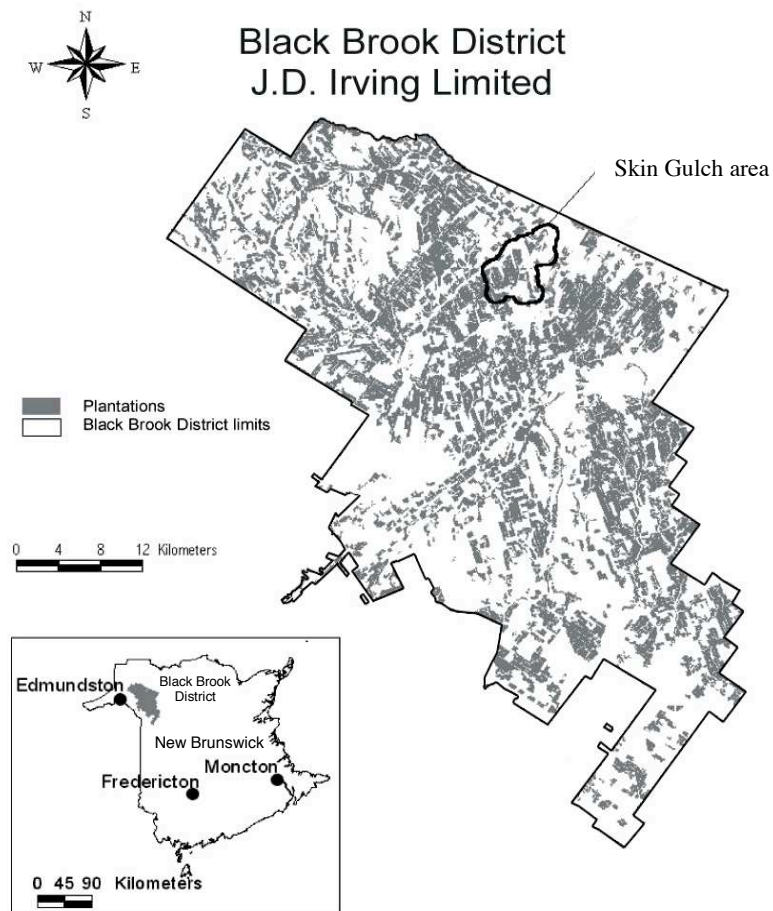 N
W E
S
Black Brook District
J.D. Irving Limited
Skin Gulch area
Plantations
Black Brook District limits
0 4 8 12 Kilometers
Edmundston
Black Brook
District
New Brunswick
Moncton
Fredericton
0 45 90 Kilometers